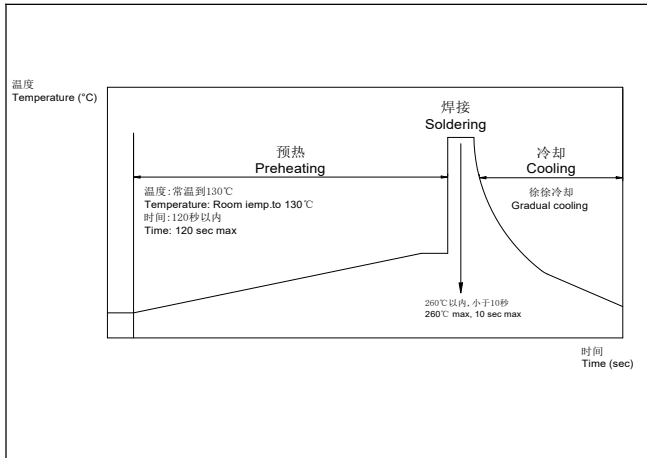 温度
Temperature (°C)
焊接
Soldering
预热
Preheating
冷却
Cooling
温度:常温到130℃
Temperature: Room iemp.to 130℃
时间:120秒以内
Time: 120 sec max
徐徐冷却
Gradual cooling
260℃以内,小于10秒
260℃ max, 10 sec max
时间
Time (sec)